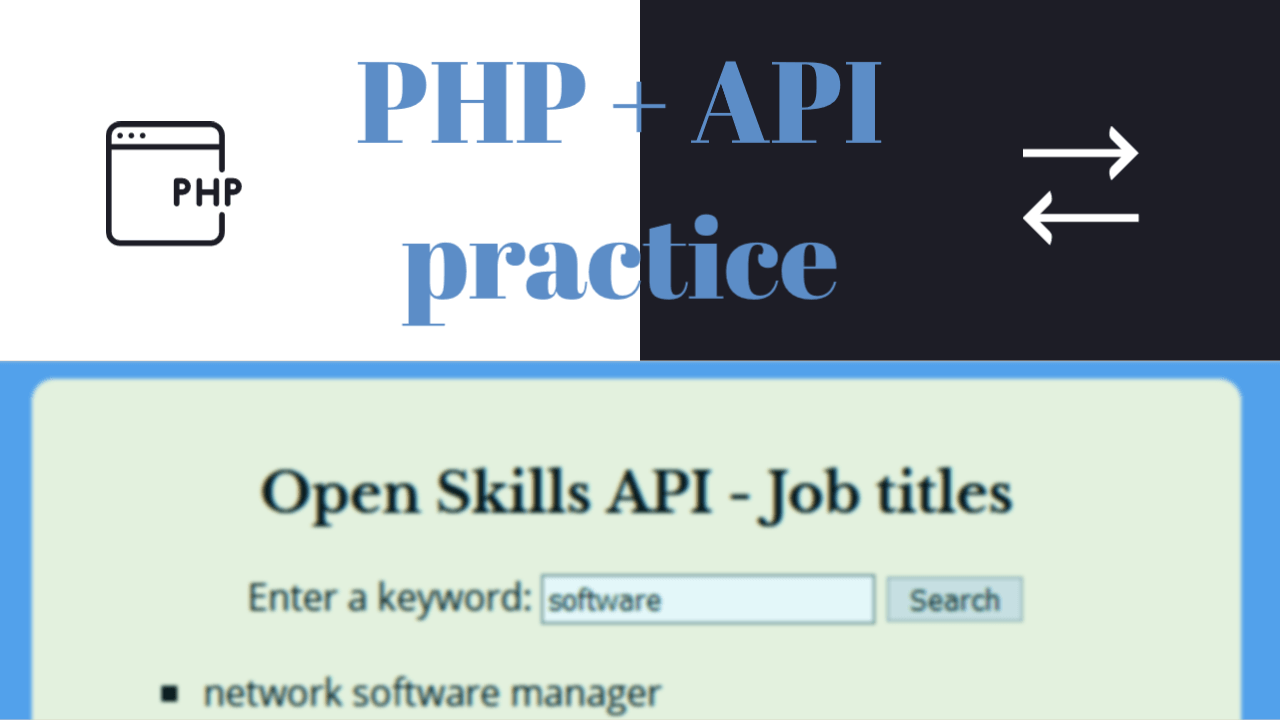 PHP + API
practice
PHP
Open Skills API - Job titles
Enter a keyword: software Search
network software manager